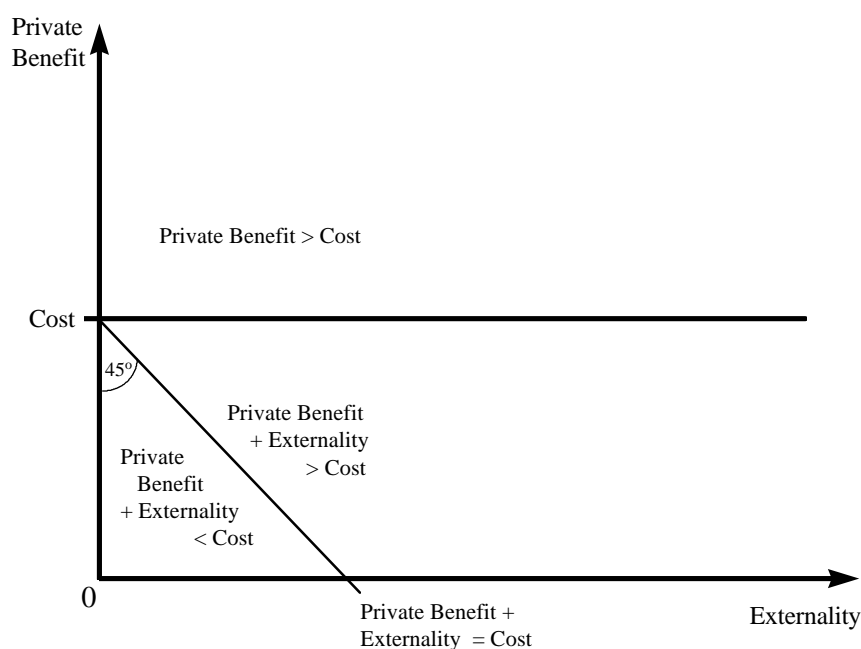 Private
Benefit
Private Benefit > Cost
Cost
45º
Private Benefit
+ Externality
> Cost
Private
Benefit
+ Externality
< Cost
0
Private Benefit +
Externality = Cost
Externality